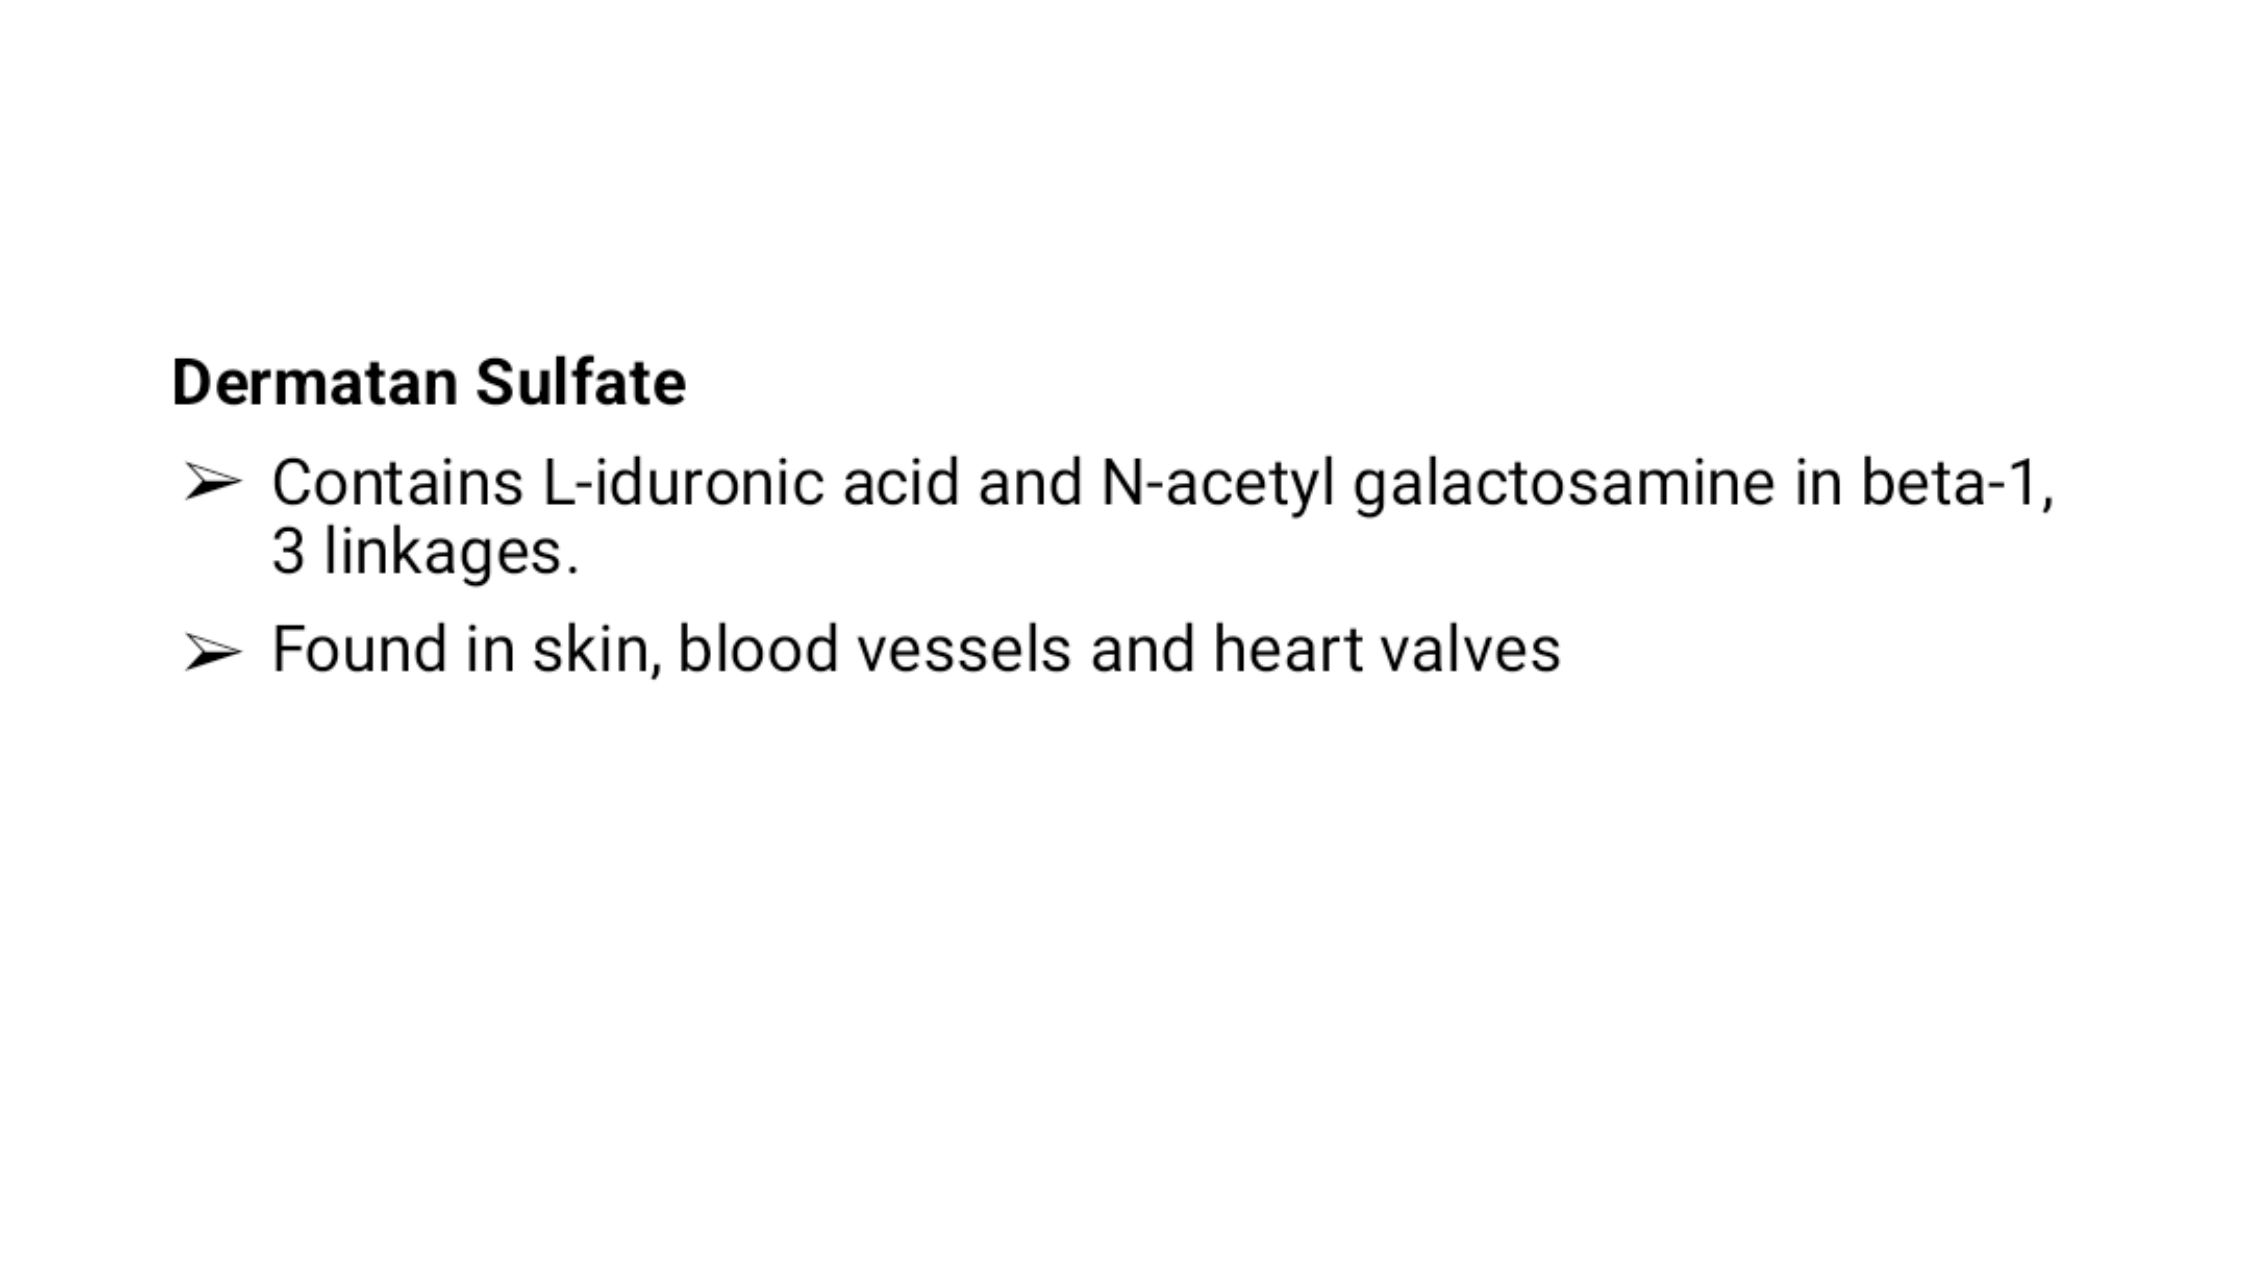 Dermatan Sulfate
➢ Contains L-iduronic acid and N-acetyl galactosamine in beta-1,
3 linkages.
➢ Found in skin, blood vessels and heart valves